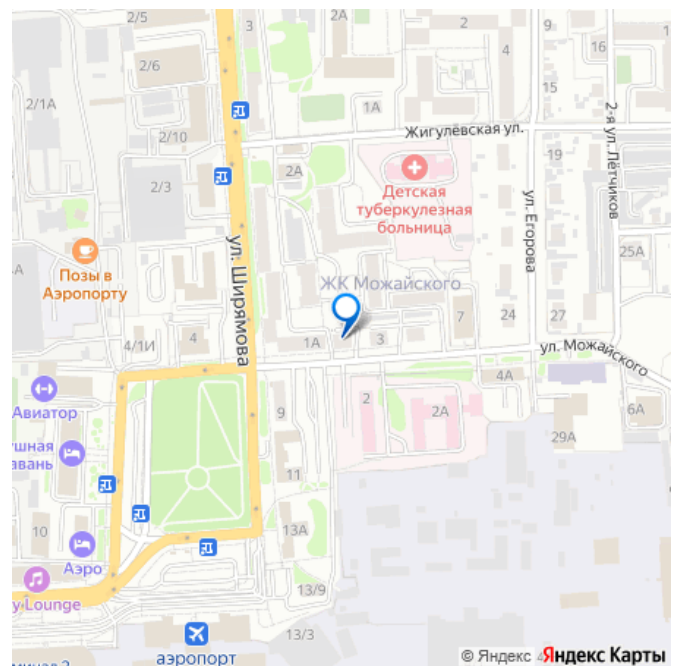 3
2А
2
4
9
16
3А
2/6
15
2/1А
1А
2/10
Жигулёвская ул.
19
2А
2/3
Детская
туберкулезная
больница
ул. Егорова
2-я ул. Лётчиков
25А
ул. Ширямова
Позы в
Аэропорту
ЖК Можайского
7
24
27
4/1И
4
1А
3
ул. Можайского
4А
Авиатор
9
2
2А
6А
29А
11
10
13А
Аэро
13/9
y Lounge
13/3
аэропорт
© Яндекс
Яндекс Карты